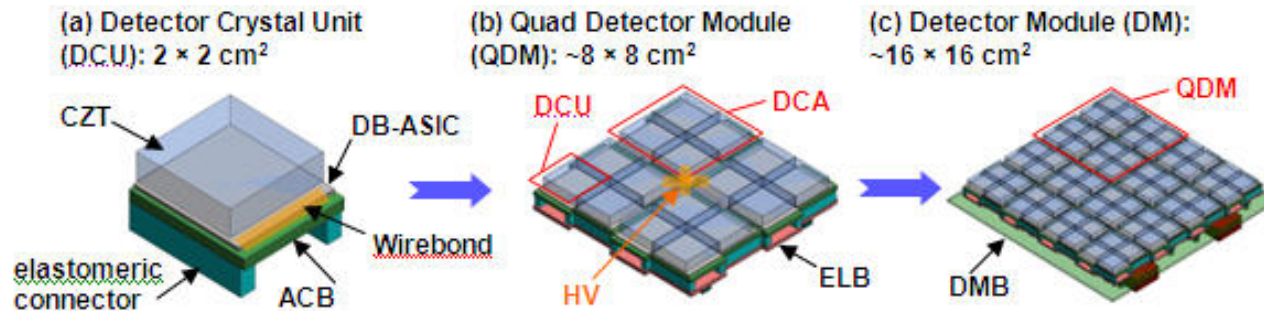 (a) Detector Crystal Unit
(DCU): 2 × 2 cm²
(b) Quad Detector Module
(QDM): ~8 × 8 cm²
(c) Detector Module (DM):
~16 × 16 cm²
CZT
DB-ASIC
Wirebond
elastomeric
connector
ACB
DCU
DCA
HV
ELB
QDM
DMB